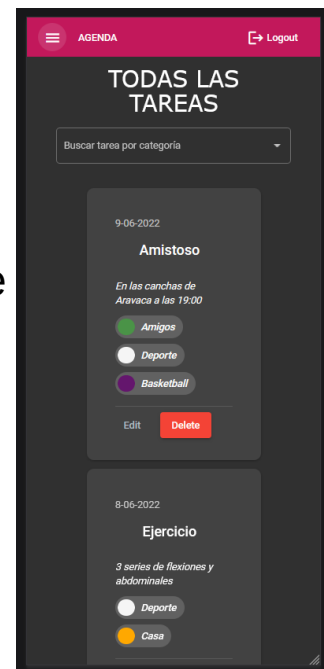 AGENDA
Logout
TODAS LAS
TAREAS
Buscar tarea por categoría
e
9-06-2022
Amistoso
En las canchas de
Aravaca a las 19:00
Amigos
Deporte
Basketball
Edit
Delete
8-06-2022
Ejercicio
3 series de flexiones y
abdominales
Deporte
Casa